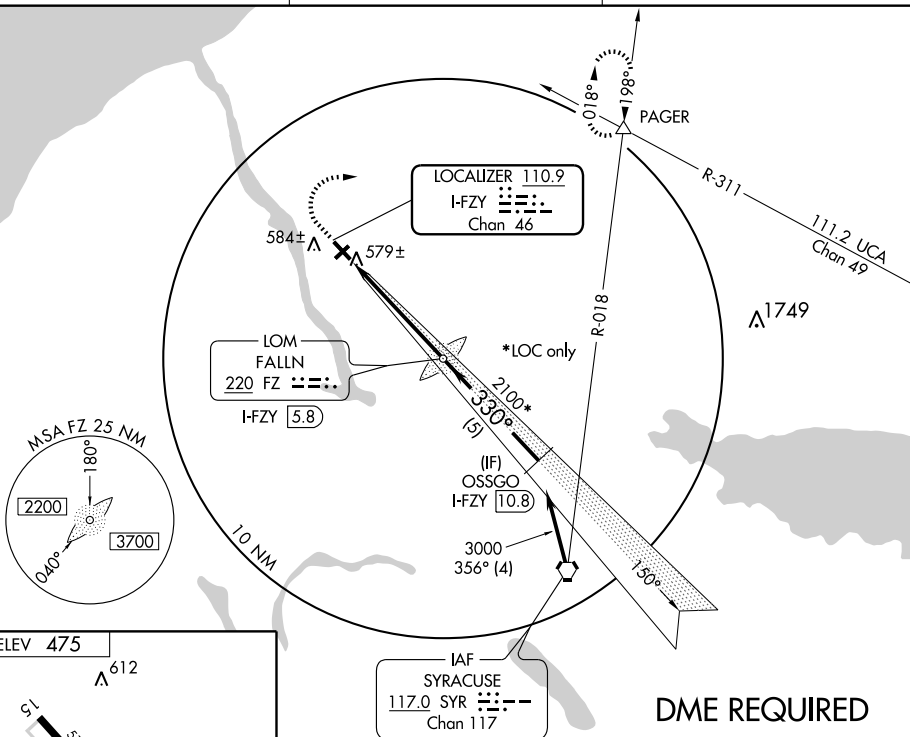 018°
198°
PAGER
R-311
111.2 UCA
Chan 49
LOCALIZER 110.9
I-FZY
Chan 46
584±
579±
R-018
1749
LOM
FALLN
220 FZ
I-FZY 5.8
*LOC only
2100*
330°
(5)
(IF)
OSSGO
I-FZY 10.8
MSA FZ 25 NM
180°
2200
3700
040°
10 NM
3000
356° (4)
150°
IAF
SYRACUSE
117.0 SYR
Chan 117
DME REQUIRED
ELEV 475
612
15